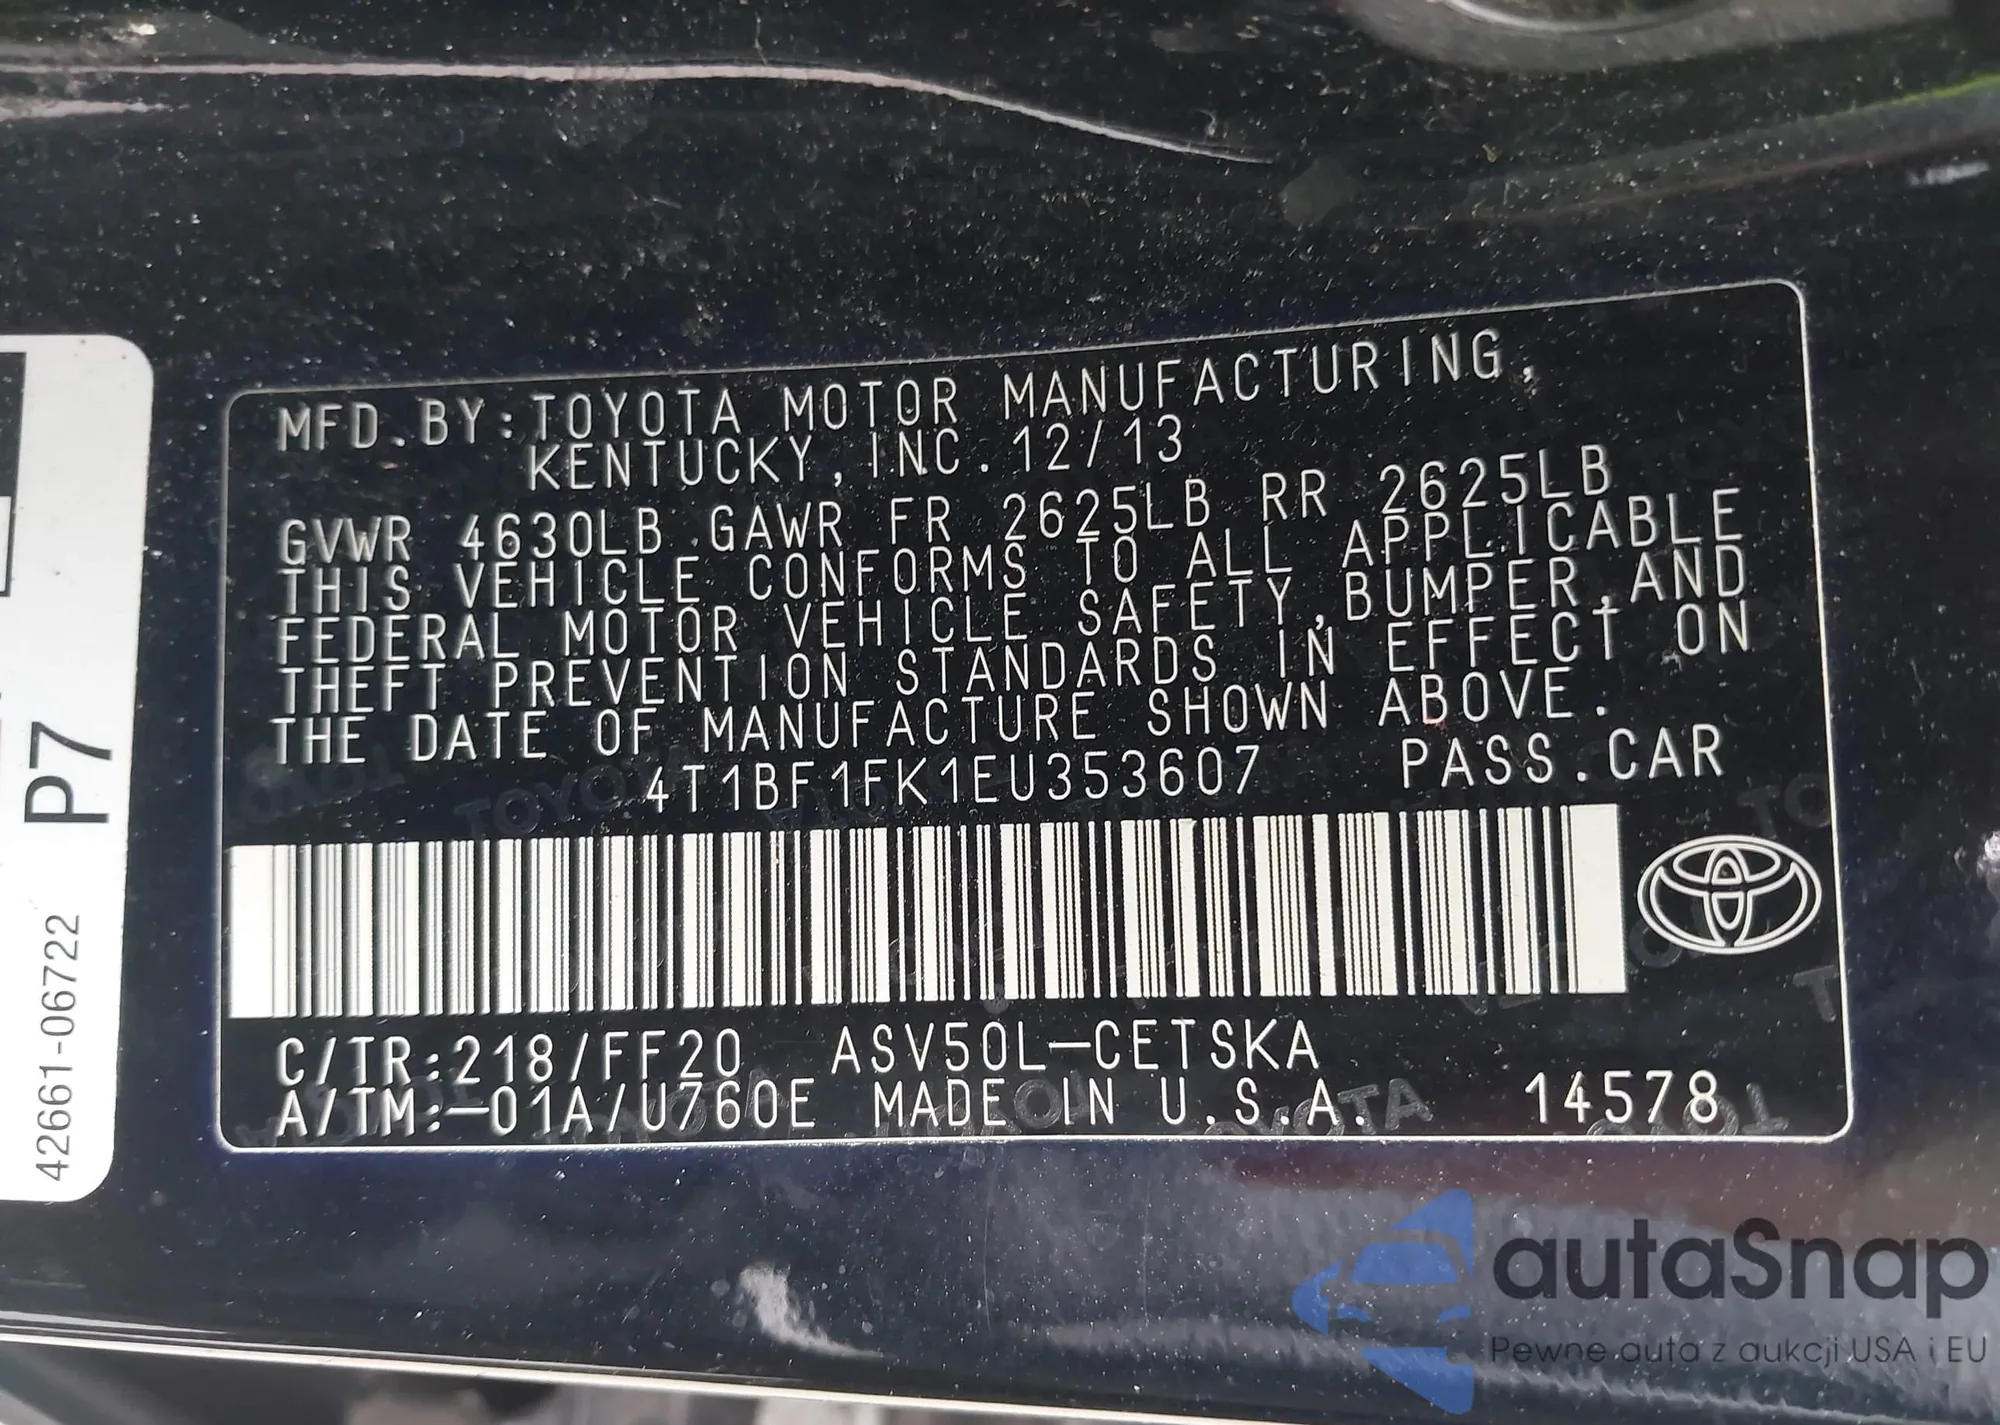 MFD.BY:TOYOTA MOTOR MANUFACTURING,
KENTUCKY,INC.12/13
GVWR 4630LB GAWR FR 2625LB RR 2625LB
THIS VEHICLE CONFORMS TO ALL APPLICABLE
FEDERAL MOTOR VEHICLE SAFETY,BUMPER,AND
THEFT PREVENTION STANDARDS IN EFFECT ON
THE DATE OF MANUFACTURE SHOWN ABOVE.
4T1BF1FK1EU353607 PASS.CAR
C/TR:218/FF20 ASV50L-CETSKA
A/TM:-01A/U760E MADE IN U.S.A. 14578
P7
42661-06722
autaSnap
Pewne auta z aukcji USA i EU